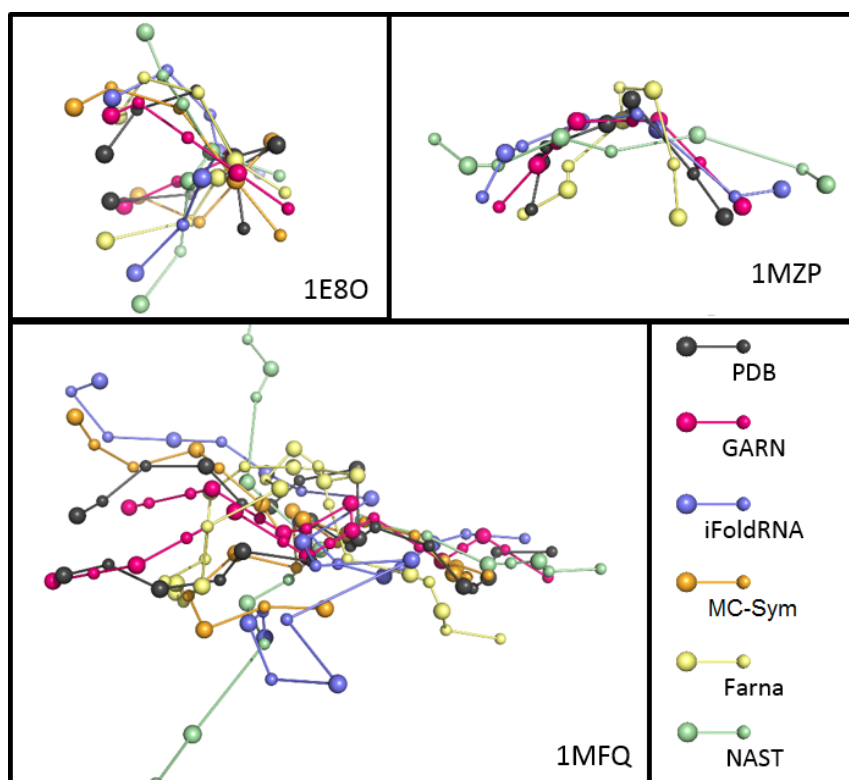 1E8O
1MZP
1MFQ
PDB
GARN
iFoldRNA
MC-Sym
Farna
NAST